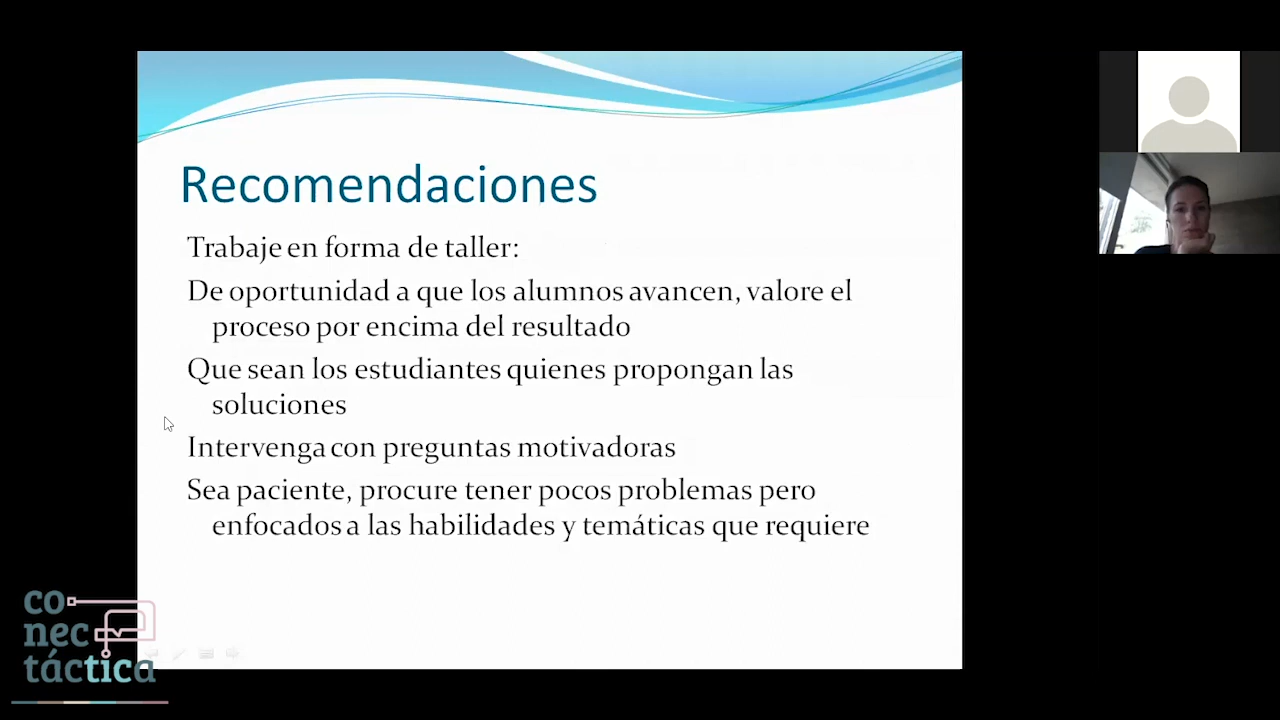 Recomendaciones
Trabaje en forma de taller:
De oportunidad a que los alumnos avancen, valore el
proceso por encima del resultado
Que sean los estudiantes quienes propongan las
soluciones
Intervenga con preguntas motivadoras
Sea paciente, procure tener pocos problemas pero
enfocados a las habilidades y temáticas que requiere
co
nec
táctica